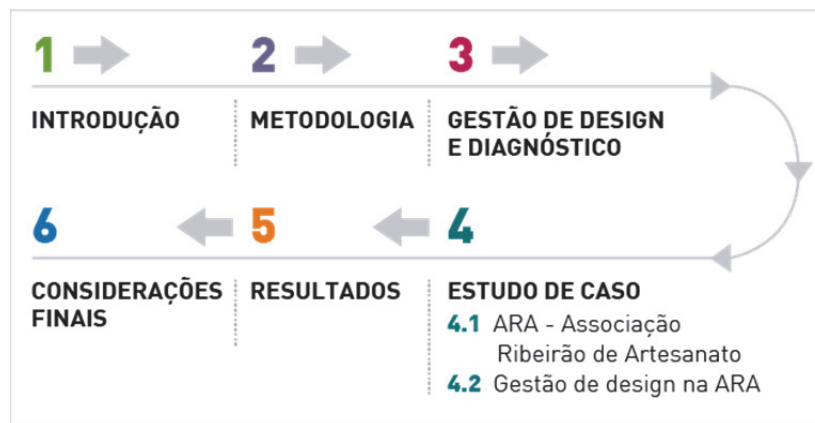 1
2
3
INTRODUÇÃO
METODOLOGIA
GESTÃO DE DESIGN
E DIAGNÓSTICO
4
5
6
ESTUDO DE CASO
4.1 ARA - Associação
Ribeirão de Artesanato
4.2 Gestão de design na ARA
RESULTADOS
CONSIDERAÇÕES
FINAIS